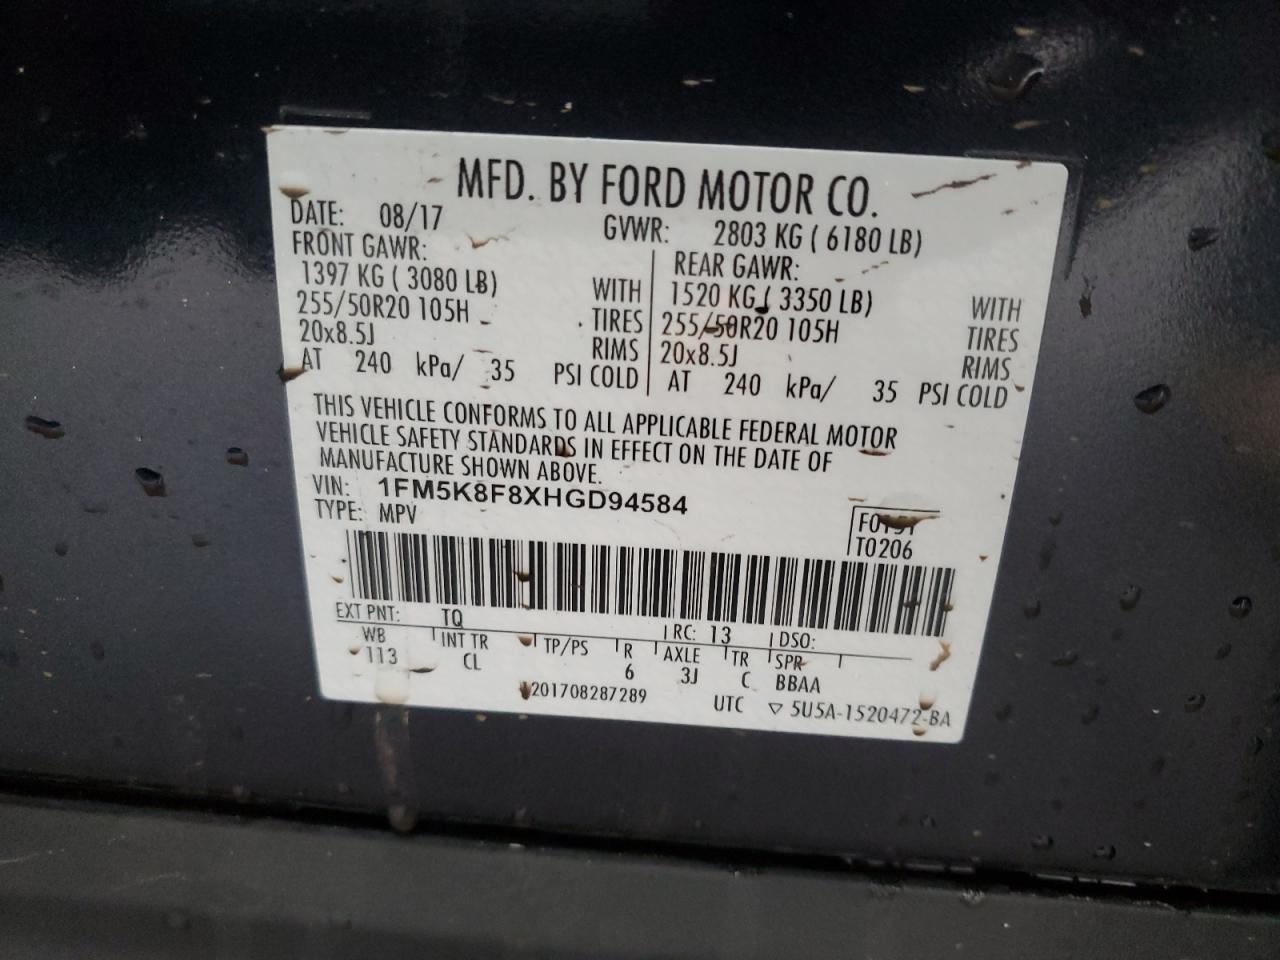 MFD. BY FORD MOTOR CO.
DATE: 08/17 GVWR: 2803 KG ( 6180 LB)
FRONT GAWR: REAR GAWR:
1397 KG ( 3080 LB) WITH 1520 KG ( 3350 LB) WITH
255/50R20 105H TIRES 255/50R20 105H TIRES
20x8.5J RIMS 20x8.5J RIMS
AT 240 kPa/ 35 PSI COLD AT 240 kPa/ 35 PSI COLD
THIS VEHICLE CONFORMS TO ALL APPLICABLE FEDERAL MOTOR
VEHICLE SAFETY STANDARDS IN EFFECT ON THE DATE OF
MANUFACTURE SHOWN ABOVE.
VIN: 1FM5K8F8XHGD94584
TYPE: MPV
T0206
EXT PNT: TQ RC: 13 DSO:
WB INT TR TP/PS R AXLE TR SPR
113 CL 6 3J C BBAA
201708287289 UTC ▽ 5U5A-1520472-BA